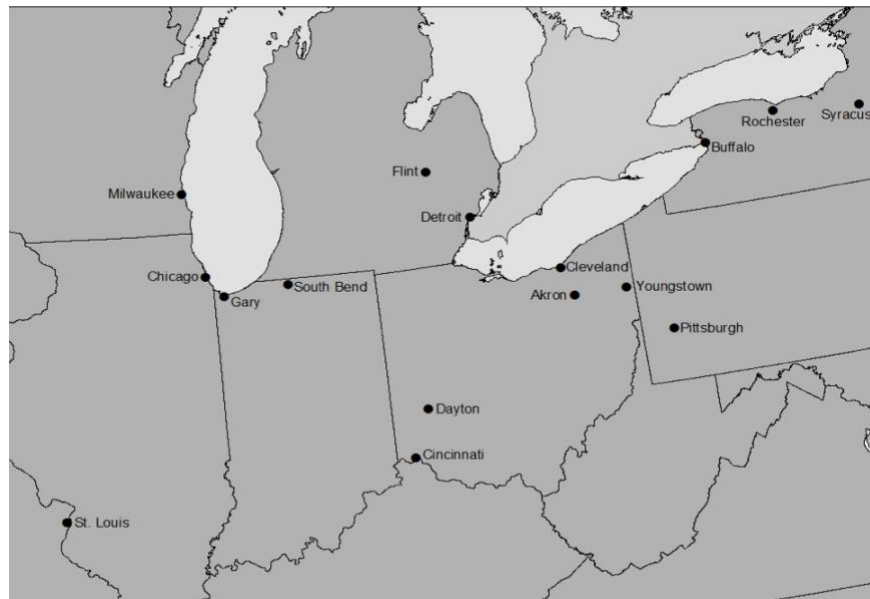 Rochester
Syracus
Buffalo
Flint
Milwaukee
Detroit
Chicago
Cleveland
South Bend
Gary
Akron
Youngstown
Pittsburgh
Dayton
Cincinnati
St. Louis